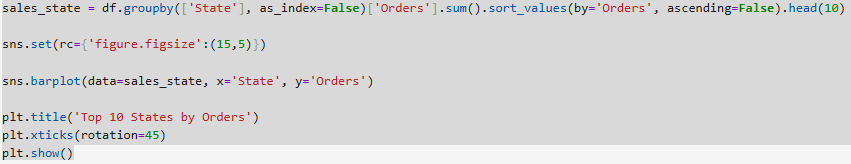 sales_state = df.groupby(['State'], as_index=False)['Orders'].sum().sort_values(by='Orders', ascending=False).head(10)
sns.set(rc={'figure.figsize':(15,5)})
sns.barplot(data=sales_state, x='State', y='Orders')
plt.title('Top 10 States by Orders')
plt.xticks(rotation=45)
plt.show()